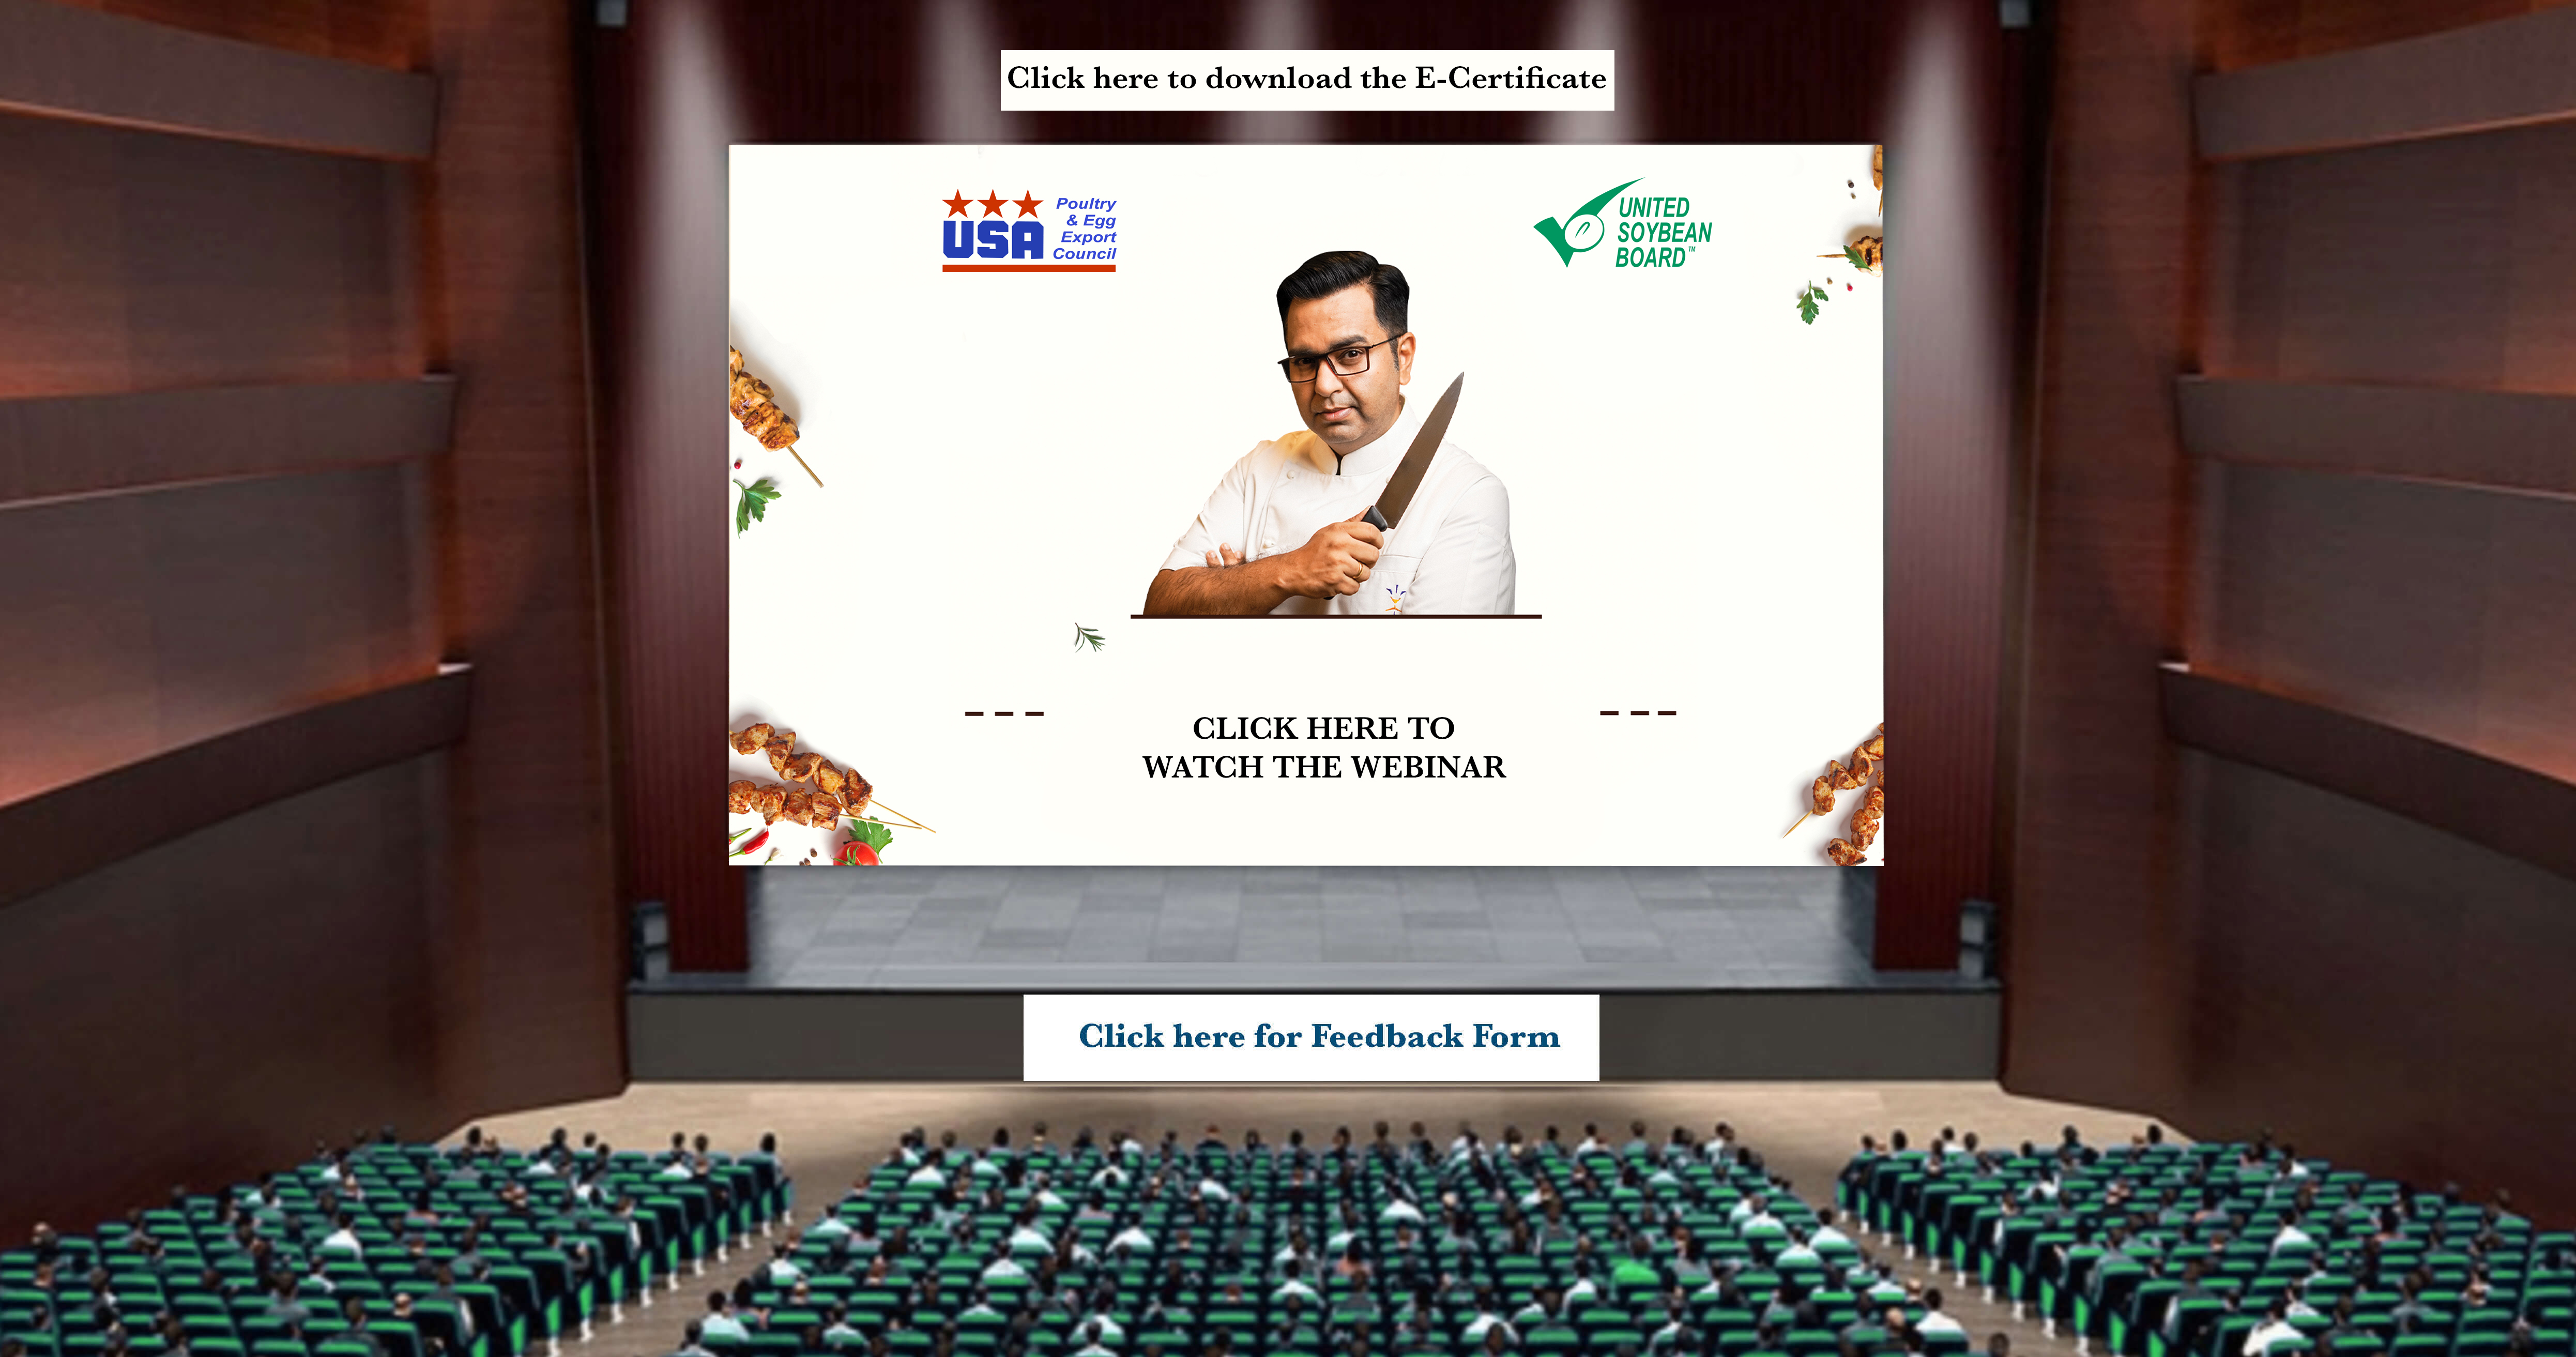 Click here to download the E-Certificate
USA
Poultry
& Egg
Export
Council
UNITED
SOYBEAN
BOARD™
CLICK HERE TO
WATCH THE WEBINAR
Click here for Feedback Form